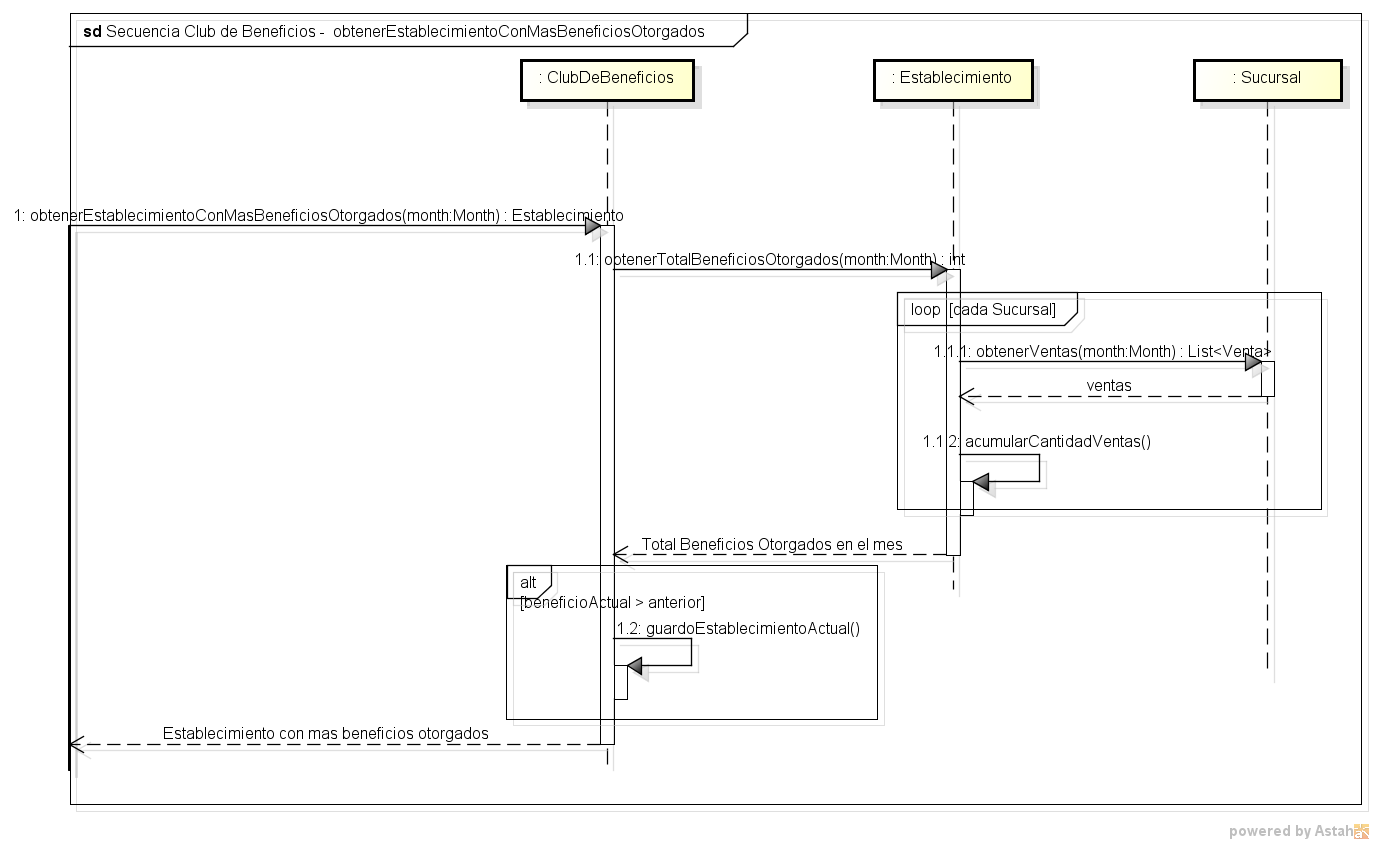 sd Secuencia Club de Beneficios - obtenerEstablecimientoConMasBeneficiosOtorgados
: ClubDeBeneficios
: Establecimiento
: Sucursal
1: obtenerEstablecimientoConMasBeneficiosOtorgados(month:Month) : Establecimiento
1.1: obtenerTotalBeneficiosOtorgados(month:Month) : int
loop [cada Sucursal]
1.1.1: obtenerVentas(month:Month) : List<Venta>
ventas
1.1.2: acumularCantidadVentas()
Total Beneficios Otorgados en el mes
alt
[beneficioActual > anterior]
1.2: guardoEstablecimientoActual()
Establecimiento con mas beneficios otorgados
powered by Astah